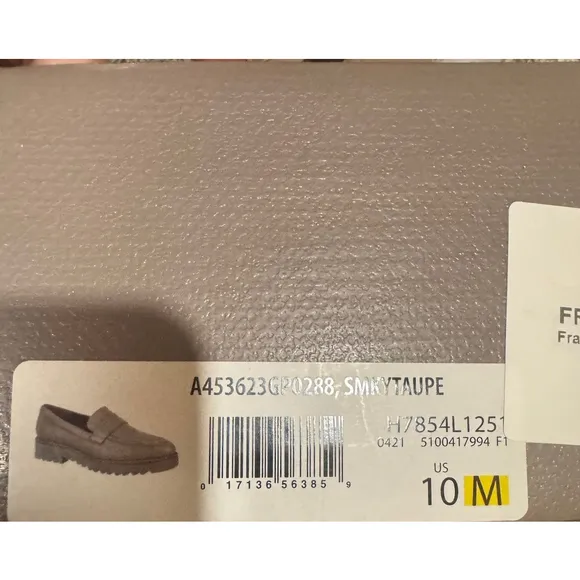 A453623GP0288, SMKYTAUPE
H7854L1251
0421 5100417994 F1
0 17136 56385 9
US
10 M
FR
Fra